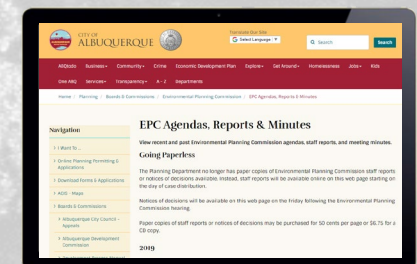 CITY OF
ALBUQUERQUE
Translate Our Site
Select Language
Search
Search
ABQtodo Business Community Crime Economic Development Plan Explore Get Around Homelessness Jobs Kids
One ABQ Services Transparency A - Z Departments
Home / Planning / Boards & Commissions / Environmental Planning Commission / EPC Agendas, Reports & Minutes
Navigation
I Want To ...
Online Planning Permitting & Applications
Download Forms & Applications
AGIS - Maps
Boards & Commissions
Albuquerque City Council - Appeals
Albuquerque Development Commission
EPC Agendas, Reports & Minutes
View recent and past Environmental Planning Commission agendas, staff reports, and meeting minutes.
Going Paperless
The Planning Department no longer has paper copies of Environmental Planning Commission staff reports
or notices of decisions available. Instead, staff reports will be available online on this web page starting on
the day of case distribution.
Notices of decisions will be available on this web page on the Friday following the Environmental Planning
Commission hearing.
Paper copies of staff reports or notices of decisions may be purchased for 50 cents per page or $6.75 for a
CD copy.
2019